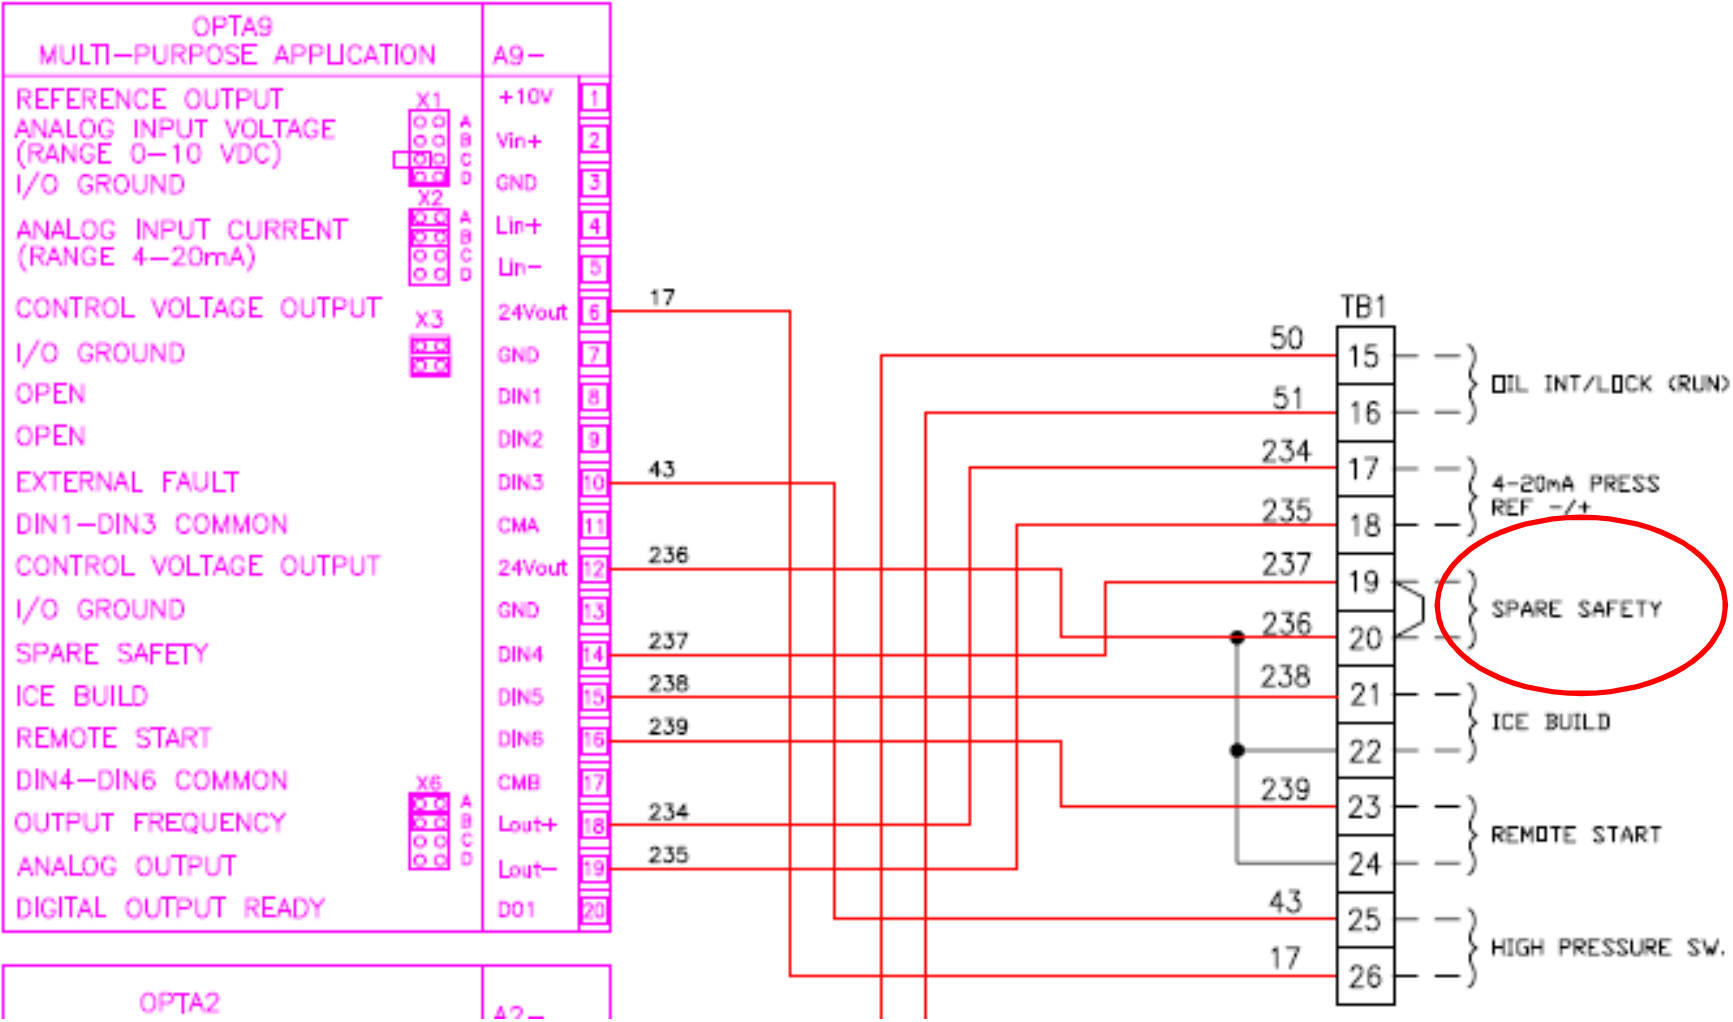 OPTA9
MULTI-PURPOSE APPLICATION A9-
REFERENCE OUTPUT X1 +10V 1
ANALOG INPUT VOLTAGE A
(RANGE 0-10 VDC) B Vin+ 2
C
I/O GROUND D GND 3
X2
ANALOG INPUT CURRENT A Lin+ 4
(RANGE 4-20mA) B
C Lin- 5
D
CONTROL VOLTAGE OUTPUT 24Vout 6 17
X3
I/O GROUND GND 7
OPEN DIN1 8
OPEN DIN2 9
EXTERNAL FAULT DIN3 10 43
DIN1-DIN3 COMMON CMA 11
CONTROL VOLTAGE OUTPUT 24Vout 12 236
I/O GROUND GND 13
SPARE SAFETY DIN4 14 237
ICE BUILD DIN5 15 238
REMOTE START DIN6 16 239
DIN4-DIN6 COMMON CMB 17
X6
A
OUTPUT FREQUENCY B Lout+ 18 234
C
ANALOG OUTPUT D Lout- 19 235
DIGITAL OUTPUT READY DO1 20
OPTA2 A2-
TB1
50 15
OIL INT/LOCK (RUN)
51 16
234 17
4-20mA PRESS
REF -/+
235 18
237 19
SPARE SAFETY
236 20
238 21
ICE BUILD
22
239 23
REMOTE START
24
43 25
HIGH PRESSURE SW.
17 26